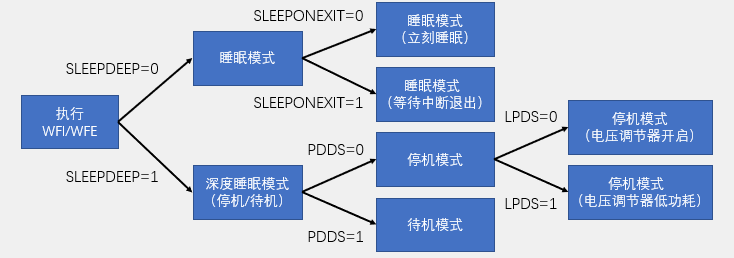 SLEEPONEXIT=0
睡眠模式
（立刻睡眠）
睡眠模式
SLEEPDEEP=0
睡眠模式
（等待中断退出）
SLEEPONEXIT=1
执行
WFI/WFE
LPDS=0
停机模式
（电压调节器开启）
PDDS=0
停机模式
SLEEPDEEP=1
深度睡眠模式
（停机/待机）
停机模式
（电压调节器低功耗）
LPDS=1
待机模式
PDDS=1